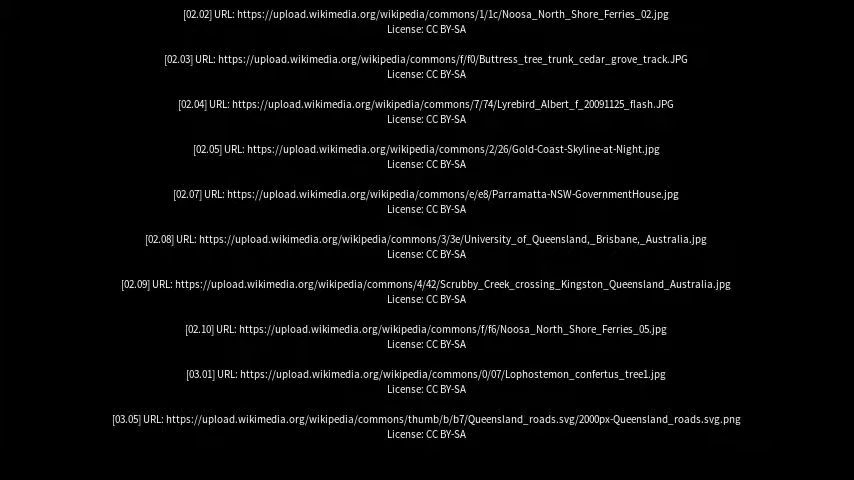 [02.02] URL: https://upload.wikimedia.org/wikipedia/commons/1/1c/Noosa_North_Shore_Ferries_02.jpg
License: CC BY-SA
[02.03] URL: https://upload.wikimedia.org/wikipedia/commons/f/f0/Buttress_tree_trunk_cedar_grove_track.JPG
License: CC BY-SA
[02.04] URL: https://upload.wikimedia.org/wikipedia/commons/7/74/Lyrebird_Albert_f_20091125_flash.JPG
License: CC BY-SA
[02.05] URL: https://upload.wikimedia.org/wikipedia/commons/2/26/Gold-Coast-Skyline-at-Night.jpg
License: CC BY-SA
[02.07] URL: https://upload.wikimedia.org/wikipedia/commons/e/e8/Parramatta-NSW-GovernmentHouse.jpg
License: CC BY-SA
[02.08] URL: https://upload.wikimedia.org/wikipedia/commons/3/3e/University_of_Queensland,_Brisbane,_Australia.jpg
License: CC BY-SA
[02.09] URL: https://upload.wikimedia.org/wikipedia/commons/4/42/Scrubby_Creek_crossing_Kingston_Queensland_Australia.jpg
License: CC BY-SA
[02.10] URL: https://upload.wikimedia.org/wikipedia/commons/f/f6/Noosa_North_Shore_Ferries_05.jpg
License: CC BY-SA
[03.01] URL: https://upload.wikimedia.org/wikipedia/commons/0/07/Lophostemon_confertus_tree1.jpg
License: CC BY-SA
[03.05] URL: https://upload.wikimedia.org/wikipedia/commons/thumb/b/b7/Queensland_roads.svg/2000px-Queensland_roads.svg.png
License: CC BY-SA